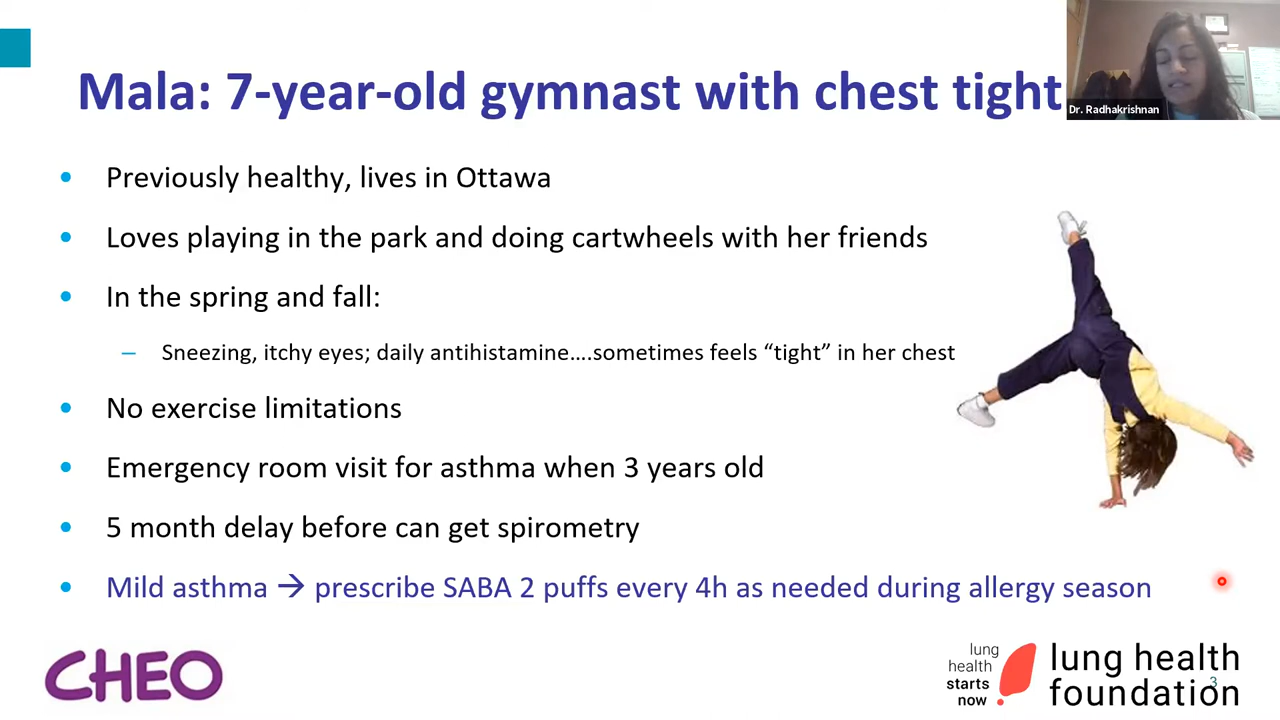 Mala: 7-year-old gymnast with chest tight
Dr. Radhakrishnan
• Previously healthy, lives in Ottawa
• Loves playing in the park and doing cartwheels with her friends
• In the spring and fall:
– Sneezing, itchy eyes; daily antihistamine….sometimes feels “tight” in her chest
• No exercise limitations
• Emergency room visit for asthma when 3 years old
• 5 month delay before can get spirometry
• Mild asthma → prescribe SABA 2 puffs every 4h as needed during allergy season
CHEO
lung
health
starts
now
lung health
foundation
3